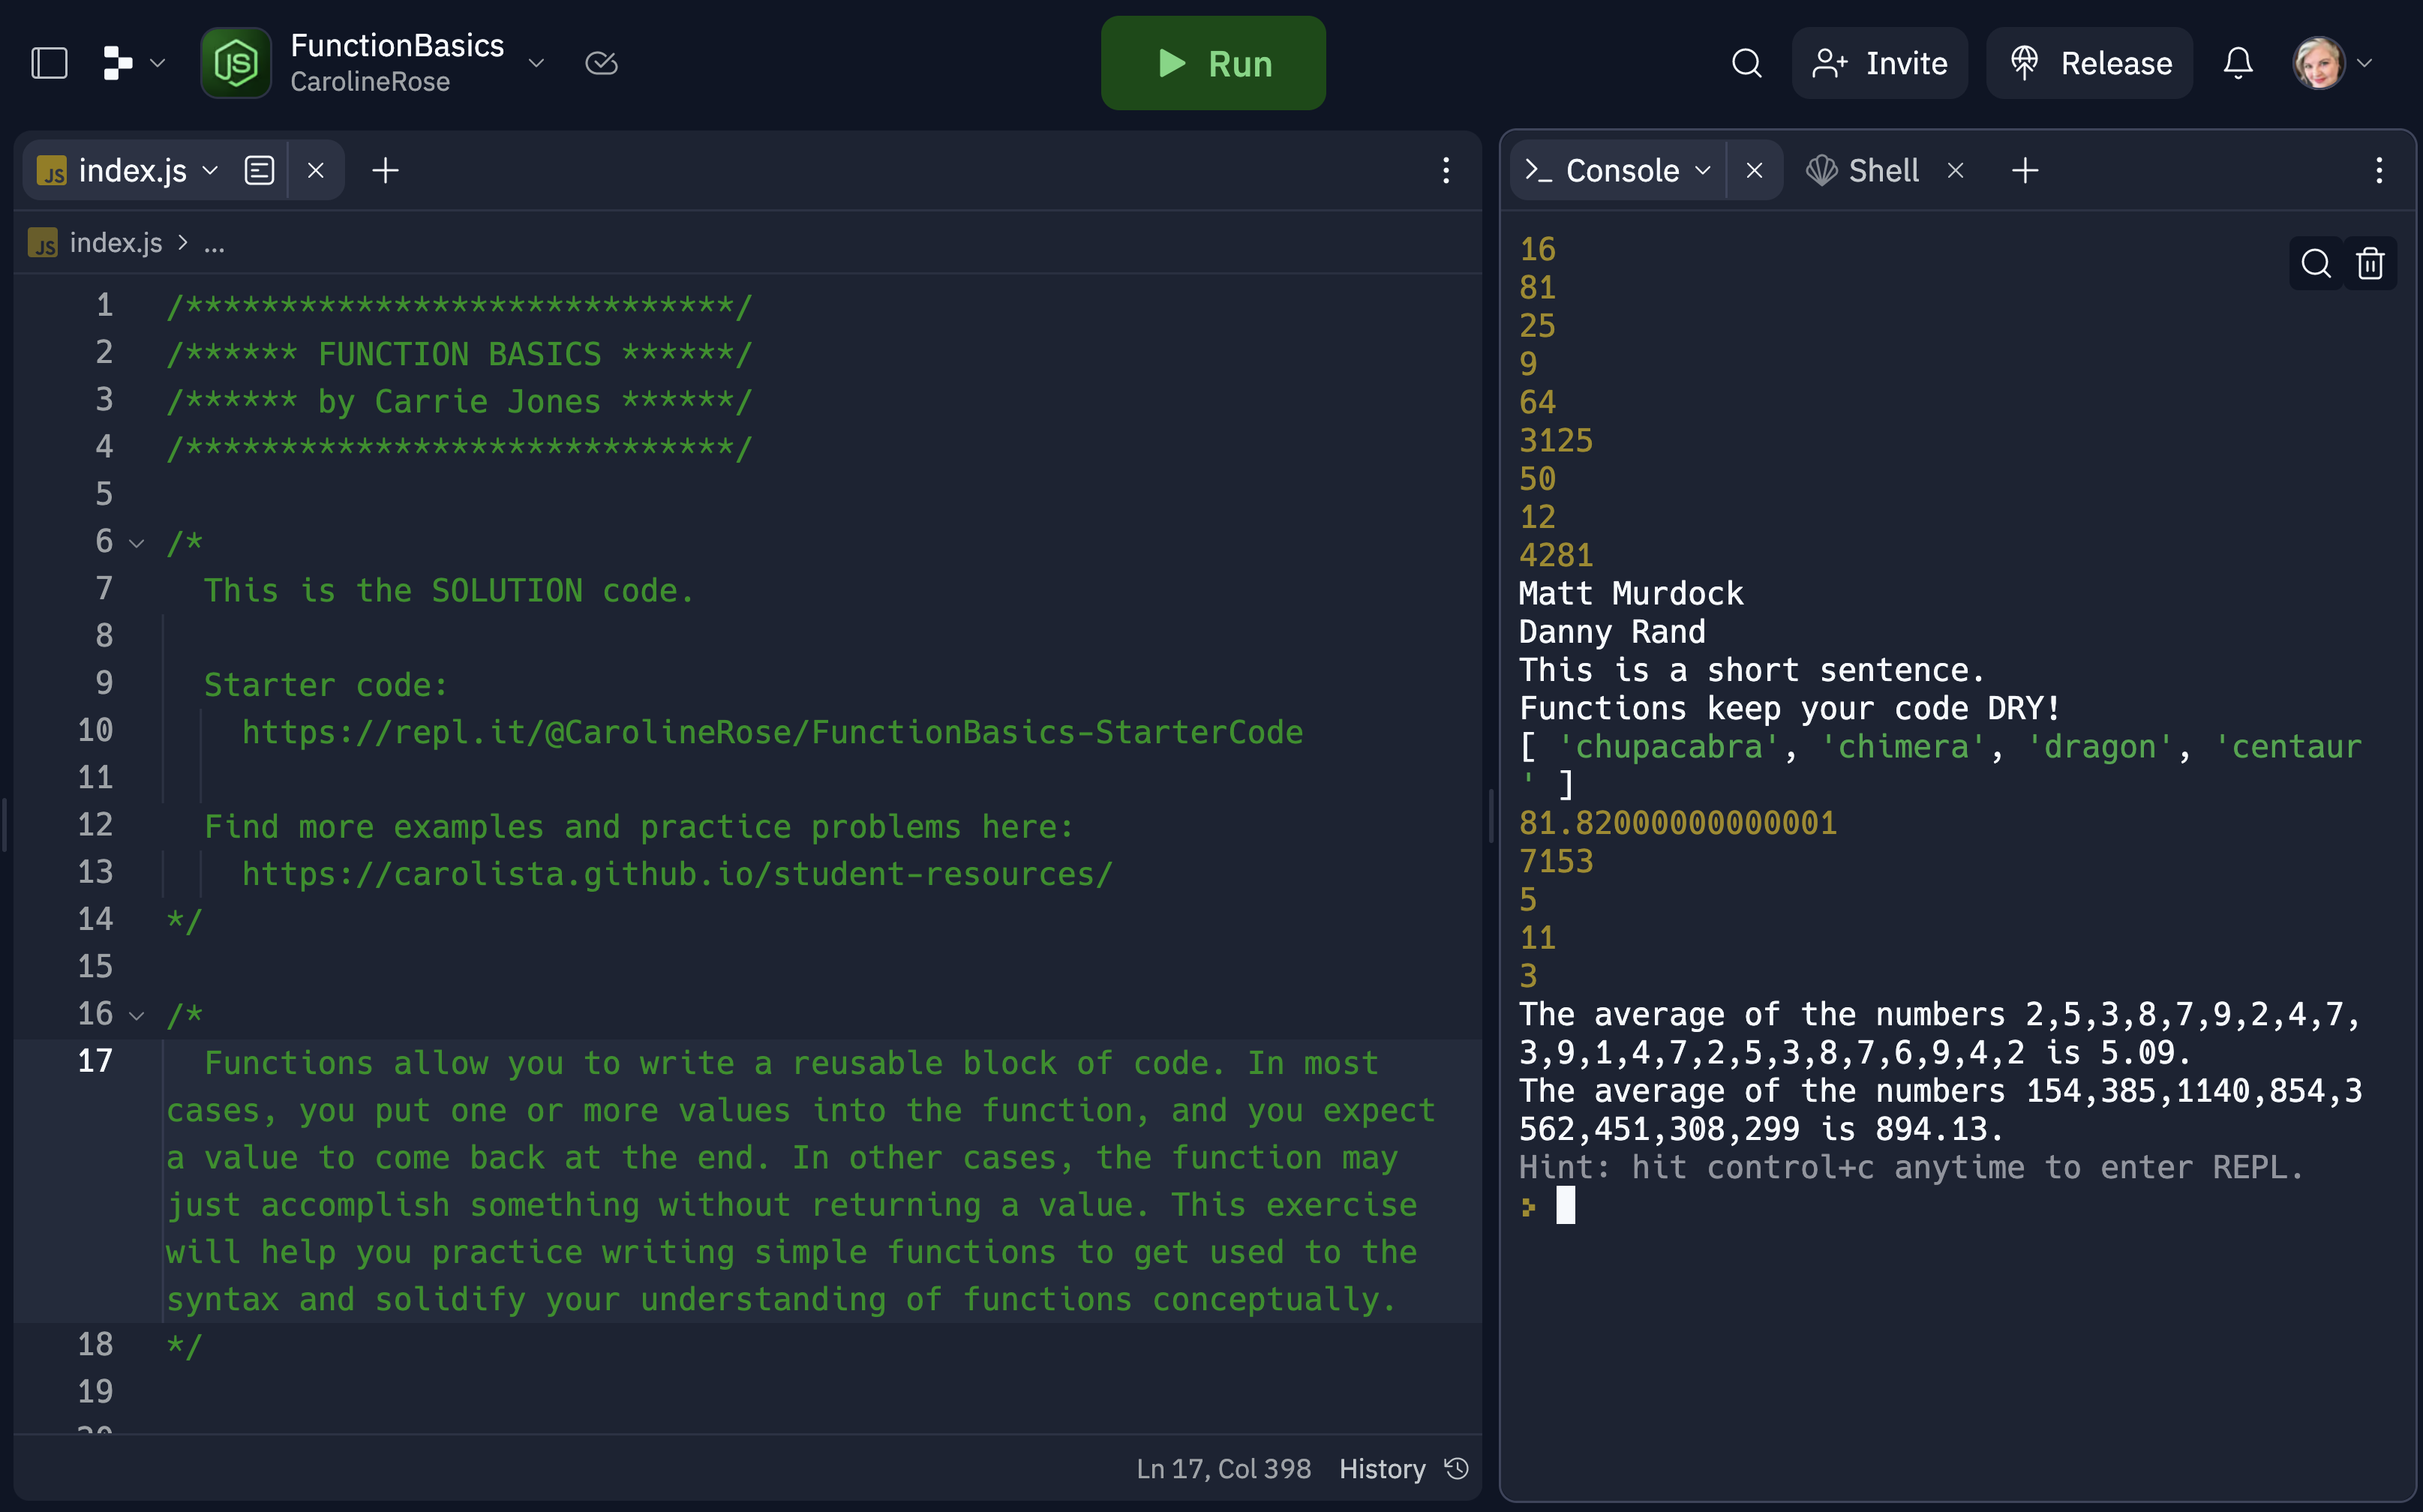 FunctionBasics
CarolineRose
Run
Invite
Release
JS index.js
JS index.js > ...
1 /*****************************/
2 /****** FUNCTION BASICS ******/
3 /****** by Carrie Jones ******/
4 /*****************************/
5
6 /*
7 This is the SOLUTION code.
8
9 Starter code:
10 https://repl.it/@CarolineRose/FunctionBasics-StarterCode
11
12 Find more examples and practice problems here:
13 https://carolista.github.io/student-resources/
14 */
15
16 /*
17 Functions allow you to write a reusable block of code. In most
cases, you put one or more values into the function, and you expect
a value to come back at the end. In other cases, the function may
just accomplish something without returning a value. This exercise
will help you practice writing simple functions to get used to the
syntax and solidify your understanding of functions conceptually.
18 */
19
Ln 17, Col 398 History
Console
Shell
16
81
25
9
64
3125
50
12
4281
Matt Murdock
Danny Rand
This is a short sentence.
Functions keep your code DRY!
[ 'chupacabra', 'chimera', 'dragon', 'centaur
' ]
81.82000000000001
7153
5
11
3
The average of the numbers 2,5,3,8,7,9,2,4,7,
3,9,1,4,7,2,5,3,8,7,6,9,4,2 is 5.09.
The average of the numbers 154,385,1140,854,3
562,451,308,299 is 894.13.
Hint: hit control+c anytime to enter REPL.